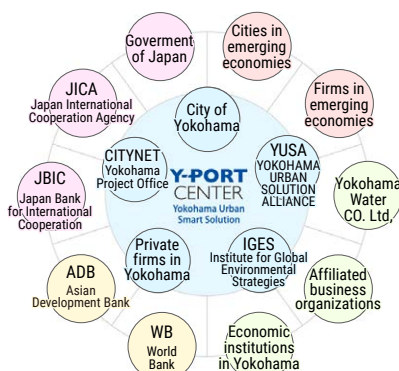 Goverment
of Japan
Cities in
emerging
economies
JICA
Japan International
Cooperation Agency
Firms in
emerging
economies
City of
Yokohama
CITYNET
Yokohama
Project Office
YUSA
YOKOHAMA
URBAN
SOLUTION
ALLIANCE
Y-PORT
CENTER
Yokohama Urban
Smart Solution
JBIC
Japan Bank
for International
Cooperation
Yokohama
Water
CO. Ltd,
Private
firms in
Yokohama
IGES
Institute for Global
Environmental
Strategies
ADB
Asian
Development Bank
Affiliated
business
organizations
WB
World
Bank
Economic
institutions
in Yokohama